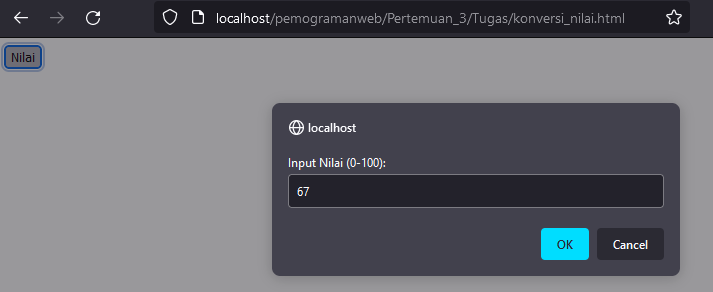 localhost/pemogramanweb/Pertemuan_3/Tugas/konversi_nilai.html
Nilai
localhost
Input Nilai (0-100):
67
OK Cancel